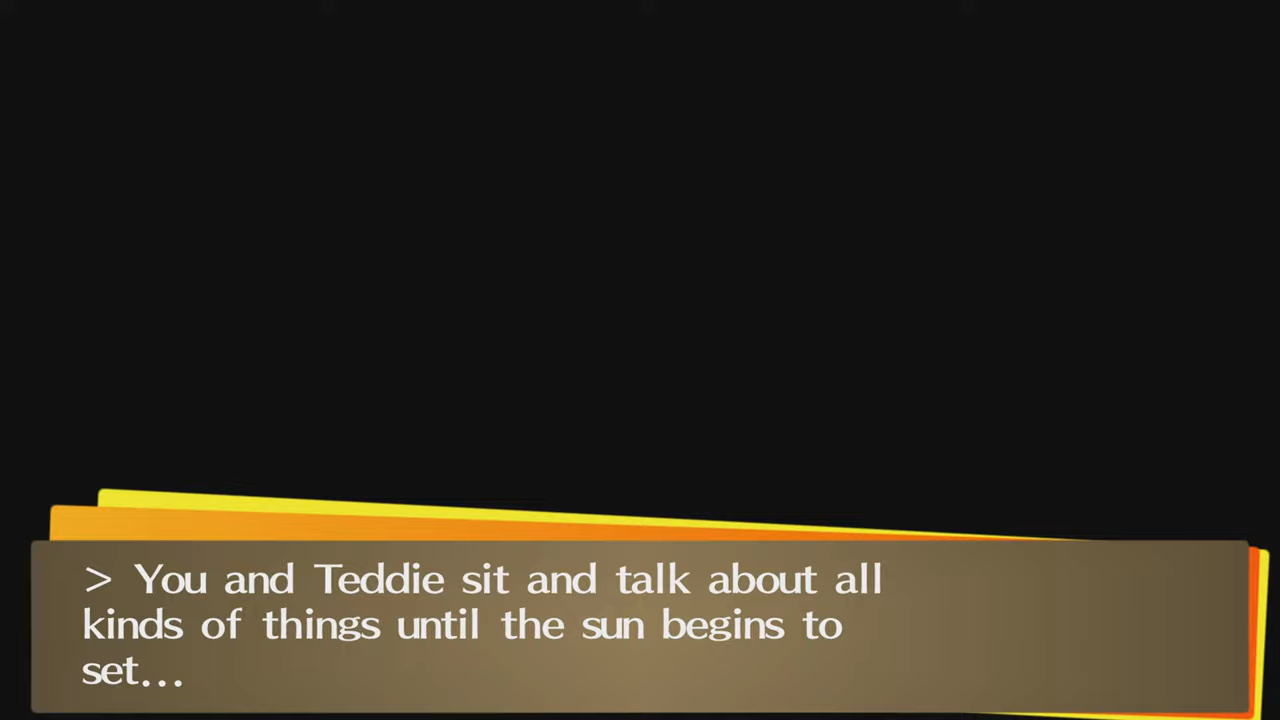 > You and Teddie sit and talk about all
kinds of things until the sun begins to
set...